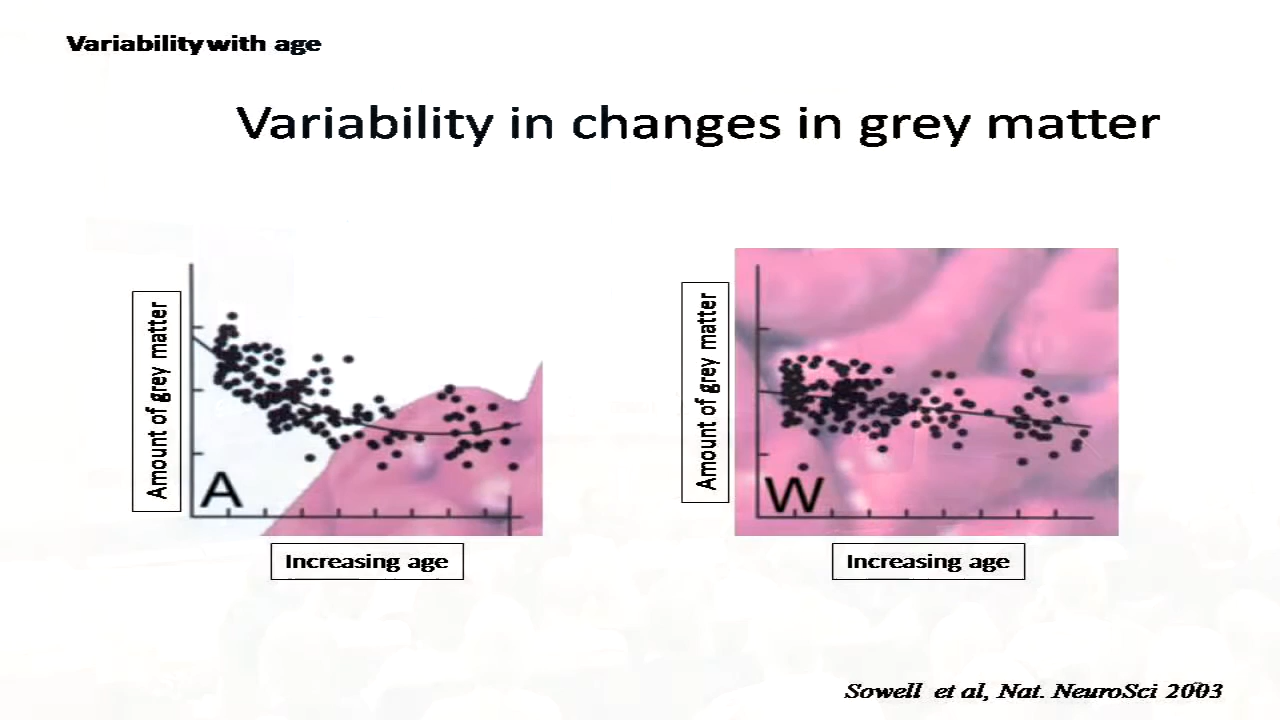 Variability with age
Variability in changes in grey matter
Amount of grey matter
A
Increasing age
Amount of grey matter
W
Increasing age
Sowell et al, Nat. NeuroSci 2003